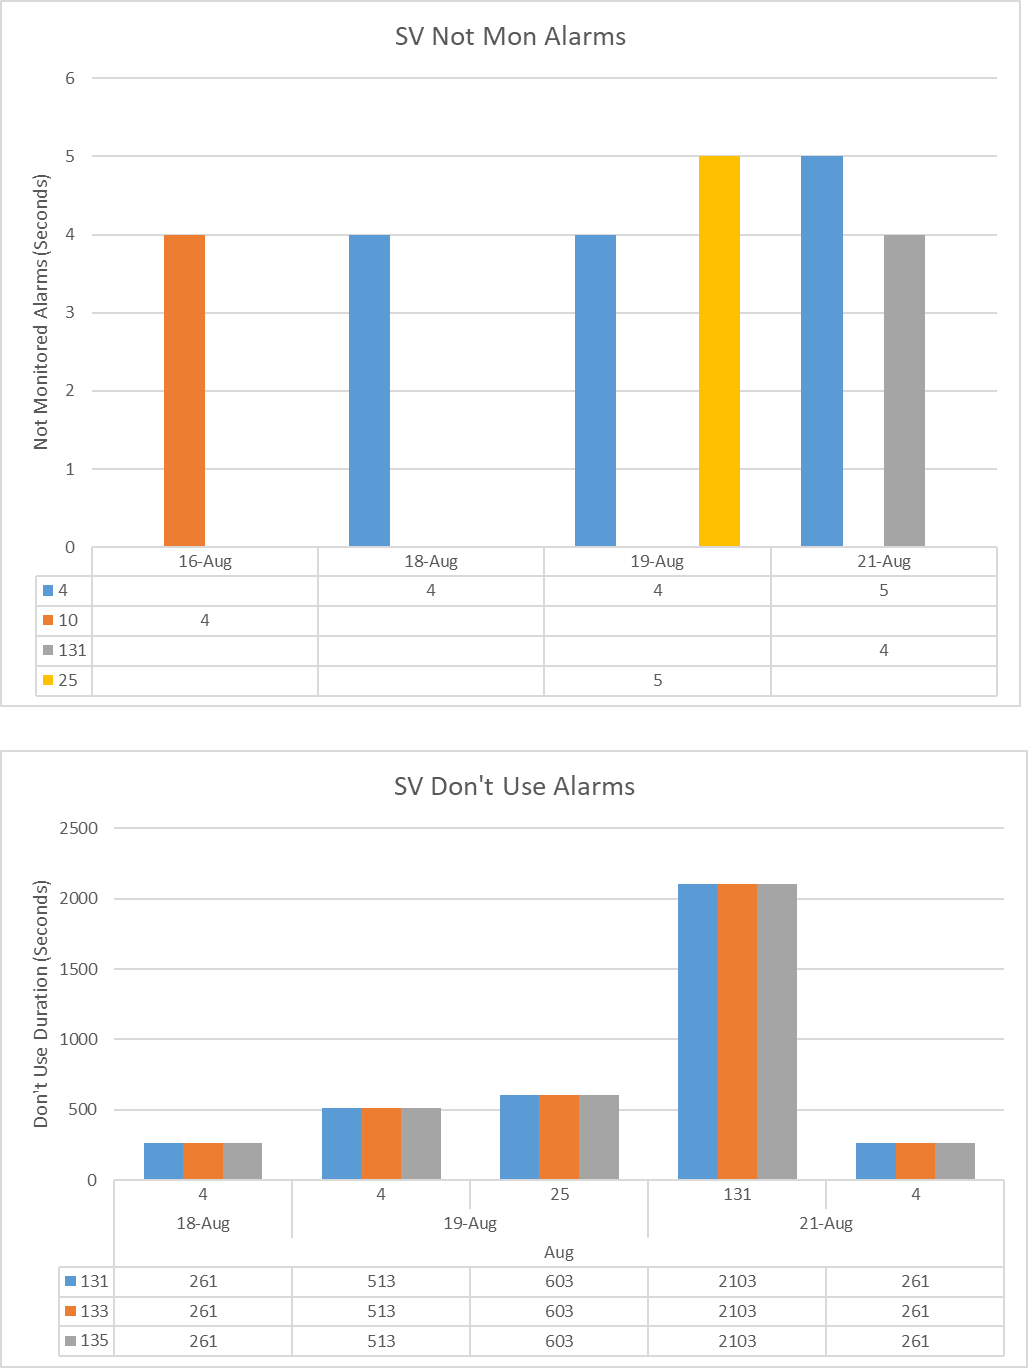 SV Not Mon Alarms
Not Monitored Alarms (Seconds)
6
5
4
3
2
1
0
16-Aug 18-Aug 19-Aug 21-Aug
4 4 4 5
10 4
131 4
25 5
SV Don't Use Alarms
Don't Use Duration (Seconds)
2500
2000
1500
1000
500
0
4 4 25 131 4
18-Aug 19-Aug 21-Aug
Aug
131 261 513 603 2103 261
133 261 513 603 2103 261
135 261 513 603 2103 261